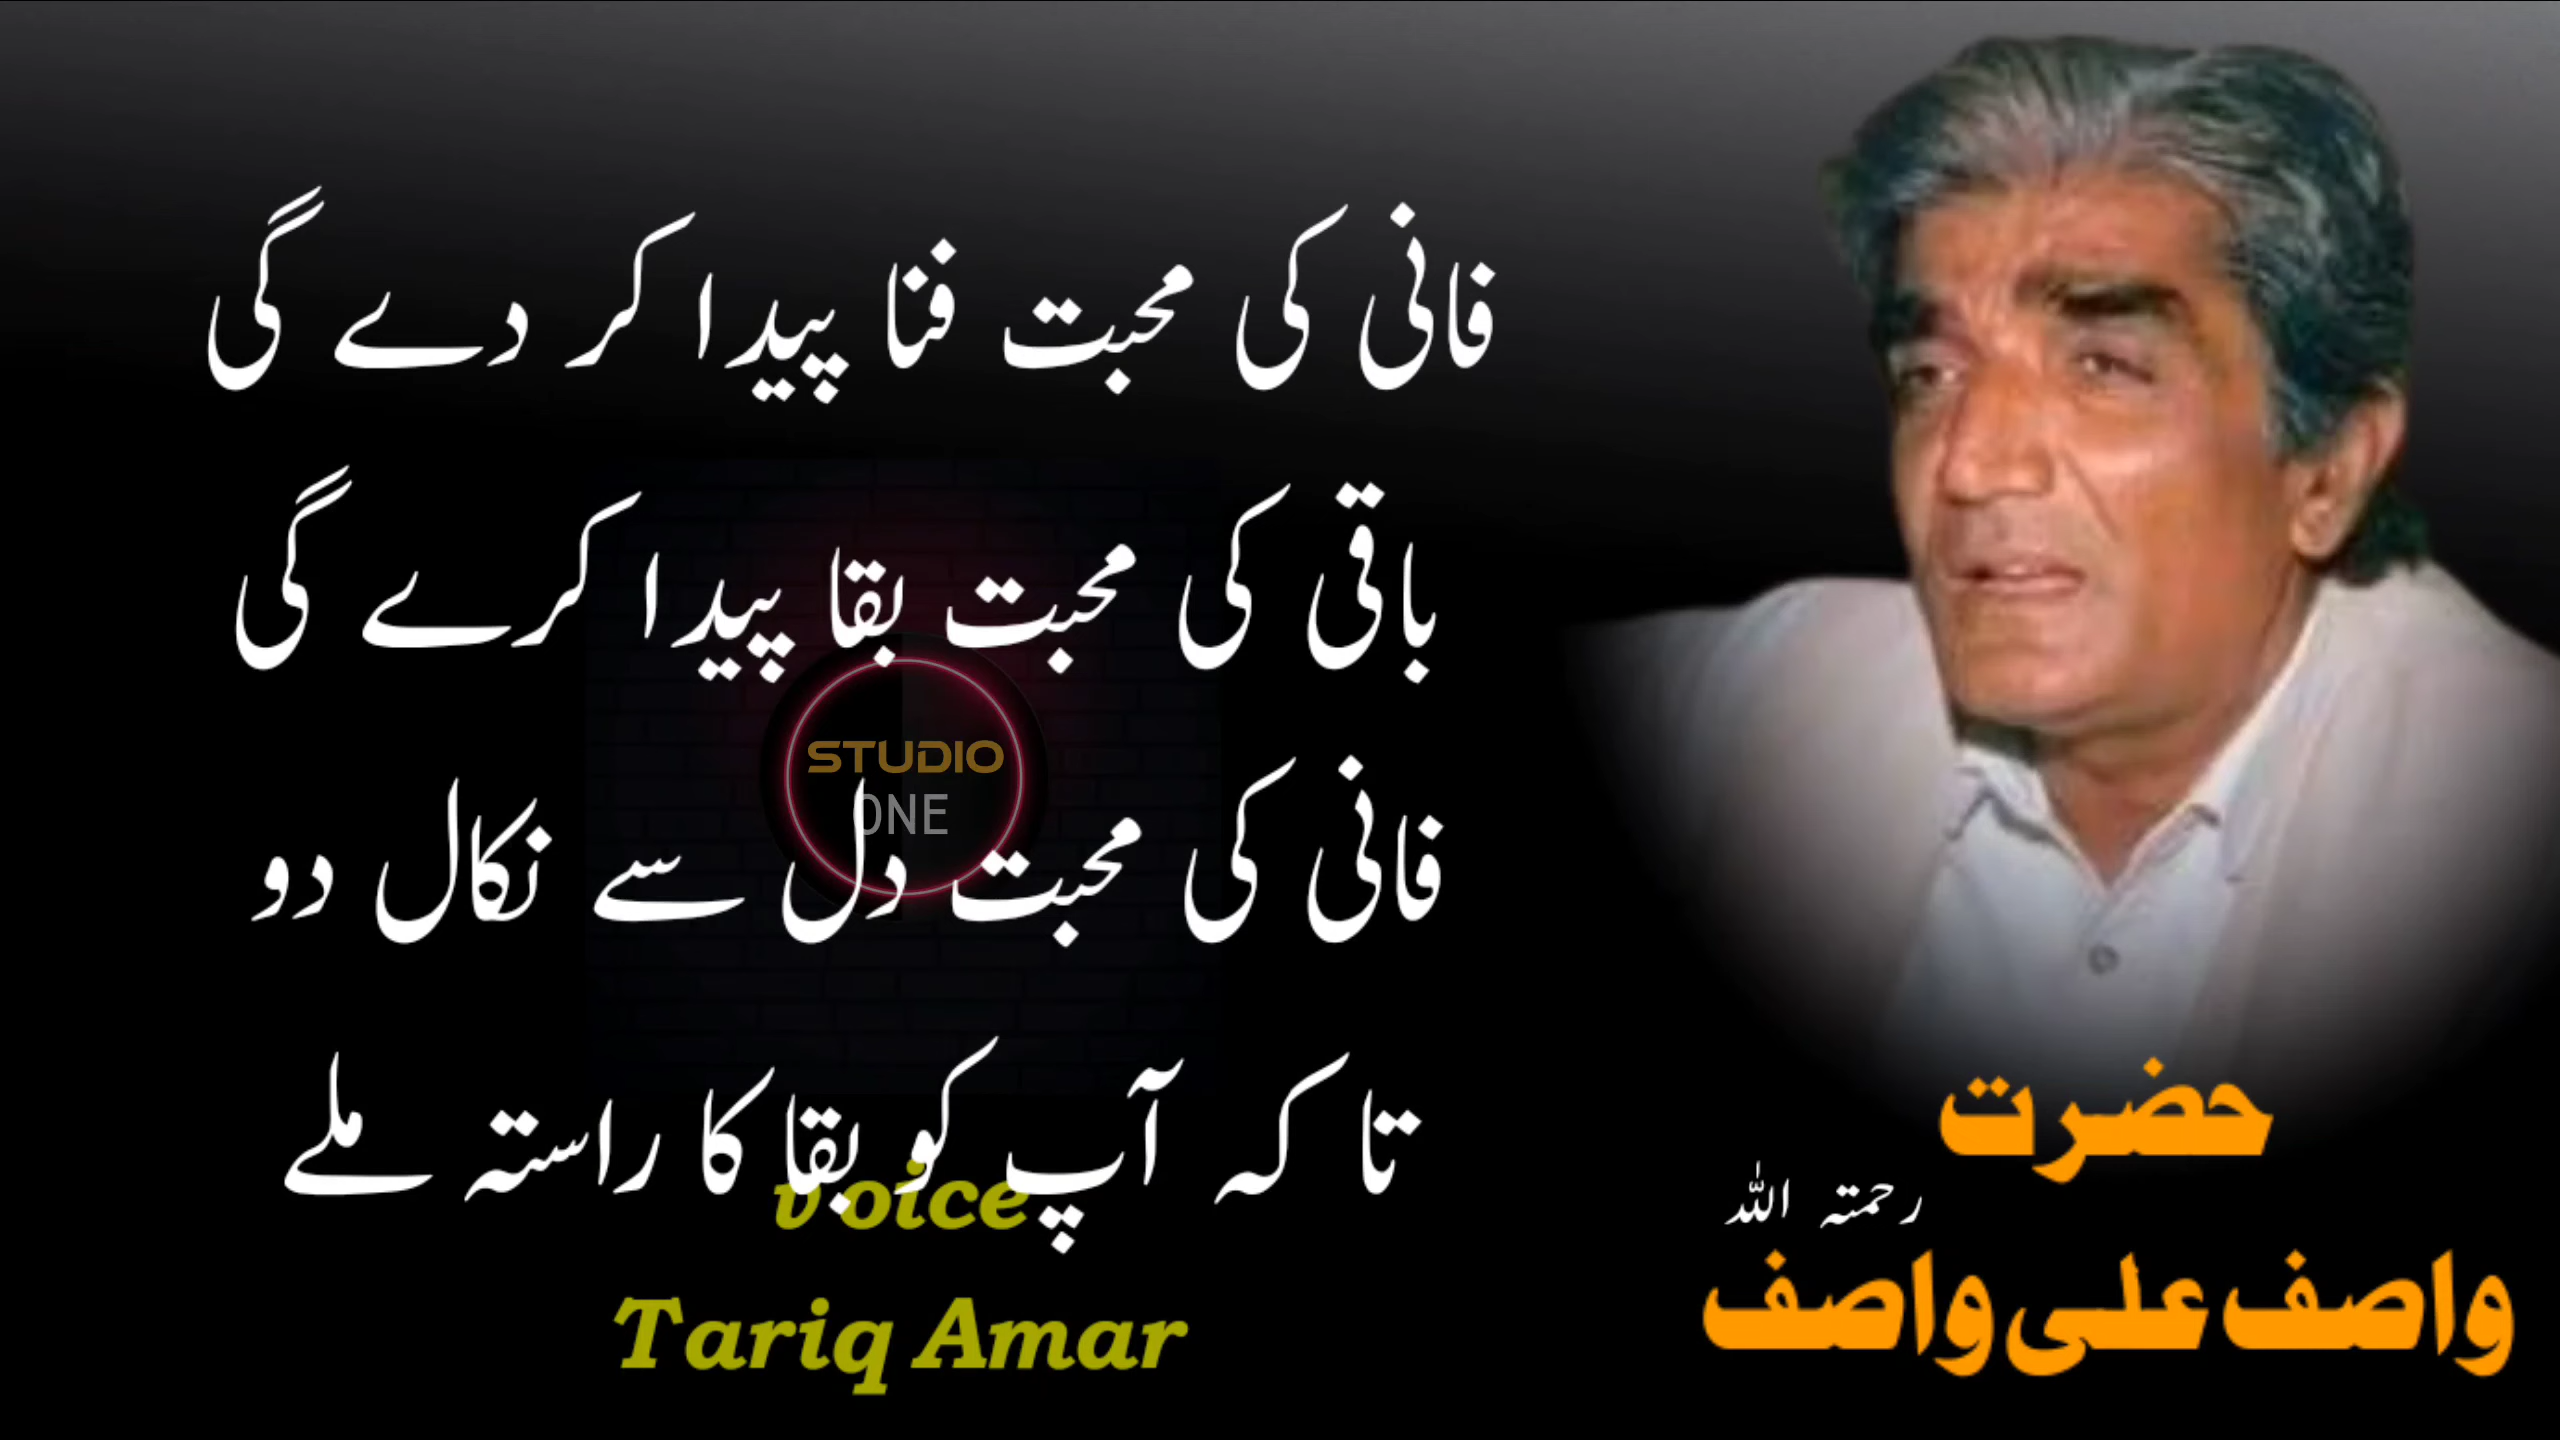 فانی کی محبت فنا پیدا کر دے گی
باقی کی محبت بقا پیدا کرے گی
فانی کی محبت دل سے نکال دو
تا کہ آپ کو بقا کا راستہ ملے
STUDIO
ONE
voice
Tariq Amar
حضرت
رحمتہ اللہ
واصف علی واصف